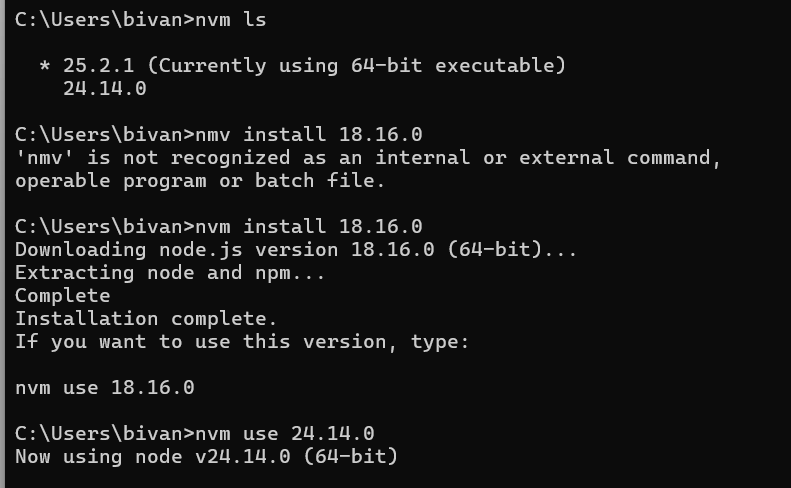 C:\Users\bivan>nvm ls
* 25.2.1 (Currently using 64-bit executable)
24.14.0
C:\Users\bivan>nmv install 18.16.0
'nmv' is not recognized as an internal or external command,
operable program or batch file.
C:\Users\bivan>nvm install 18.16.0
Downloading node.js version 18.16.0 (64-bit)...
Extracting node and npm...
Complete
Installation complete.
If you want to use this version, type:
nvm use 18.16.0
C:\Users\bivan>nvm use 24.14.0
Now using node v24.14.0 (64-bit)